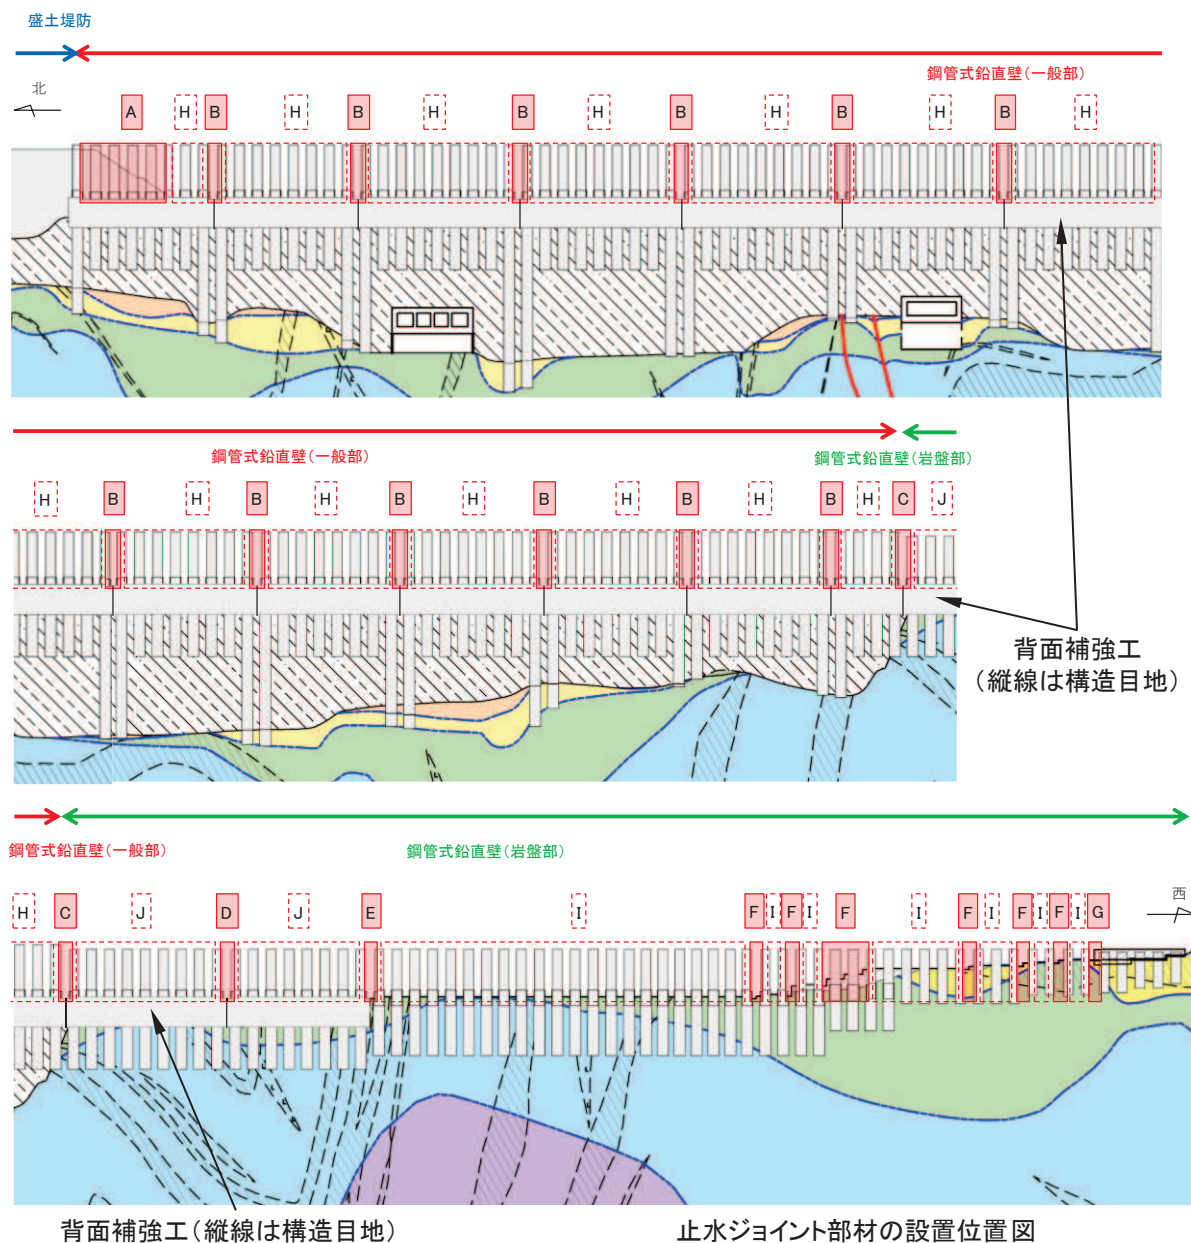 盛土堤防
鋼管式鉛直壁(一般部)
北
A H B H B H B H B H B H B H
鋼管式鉛直壁(一般部)
鋼管式鉛直壁(岩盤部)
H B H B H B H B H B H B H C J
背面補強工
(縦線は構造目地)
鋼管式鉛直壁(一般部)
鋼管式鉛直壁(岩盤部)
西
H C J D J E I F I F I F I F I F I F I G
背面補強工(縦線は構造目地)
止水ジョイント部材の設置位置図